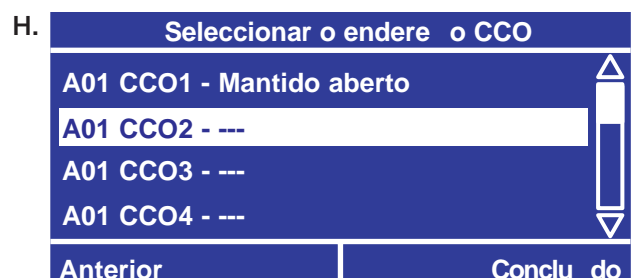 H.
Seleccionar o endere o CCO
A01 CCO1 - Mantido aberto
A01 CCO2 - ---
A01 CCO3 - ---
A01 CCO4 - ---
Anterior Conclu do